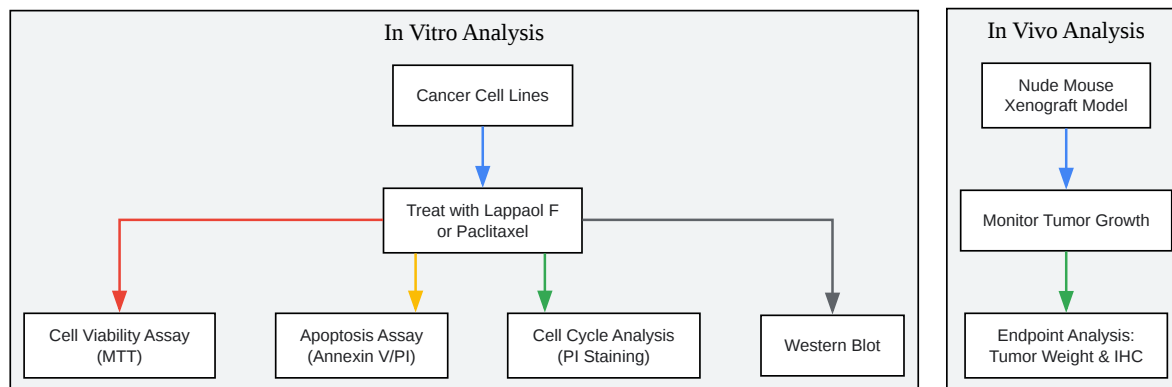 In Vitro Analysis
Cancer Cell Lines
Treat with Lappaol F
or Paclitaxel
Cell Viability Assay
(MTT)
Apoptosis Assay
(Annexin V/PI)
Cell Cycle Analysis
(PI Staining)
Western Blot
In Vivo Analysis
Nude Mouse
Xenograft Model
Monitor Tumor Growth
Endpoint Analysis:
Tumor Weight & IHC